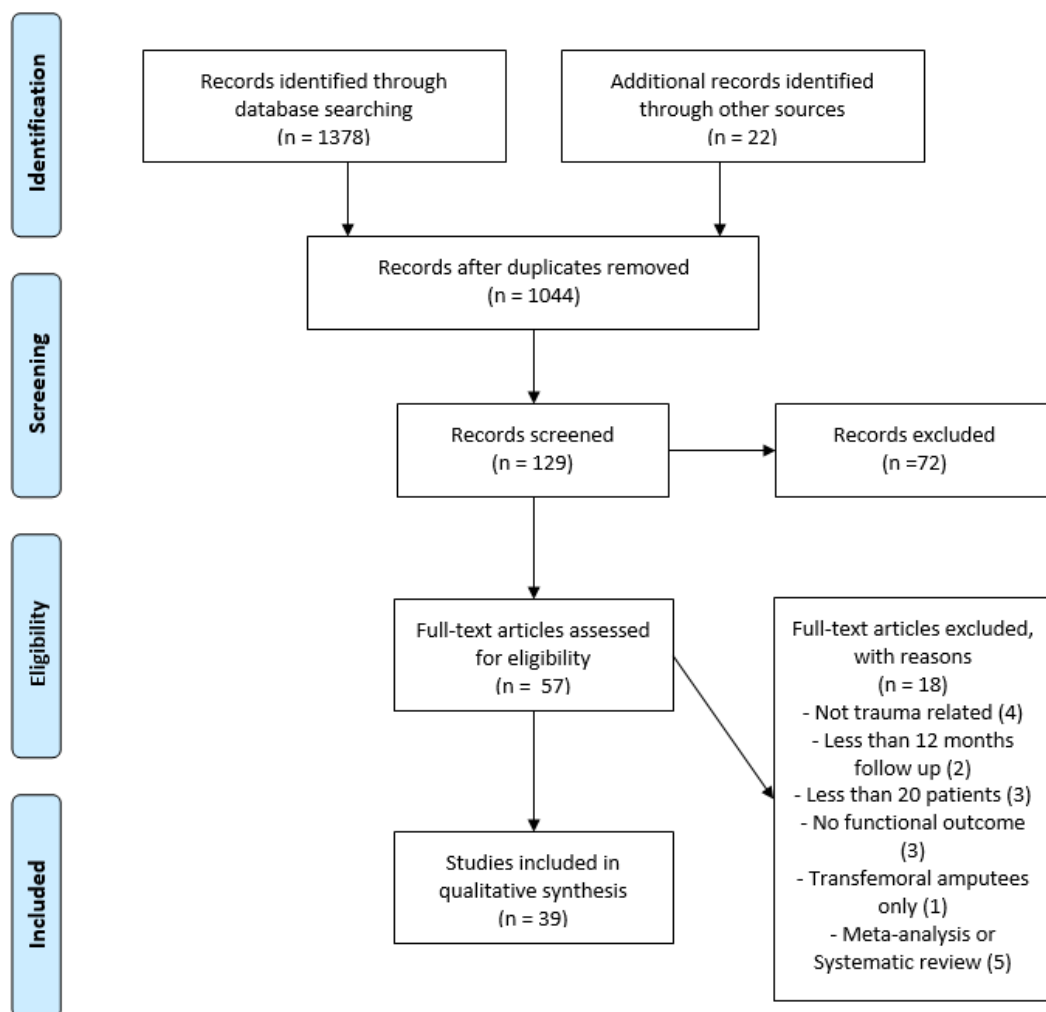 Identification
Records identified through
database searching
(n = 1378)
Additional records identified
through other sources
(n = 22)
Records after duplicates removed
(n = 1044)
Screening
Records screened
(n = 129)
Records excluded
(n =72)
Eligibility
Full-text articles assessed
for eligibility
(n = 57)
Full-text articles excluded,
with reasons
(n = 18)
- Not trauma related (4)
- Less than 12 months
follow up (2)
- Less than 20 patients (3)
- No functional outcome
(3)
- Transfemoral amputees
only (1)
- Meta-analysis or
Systematic review (5)
Included
Studies included in
qualitative synthesis
(n = 39)